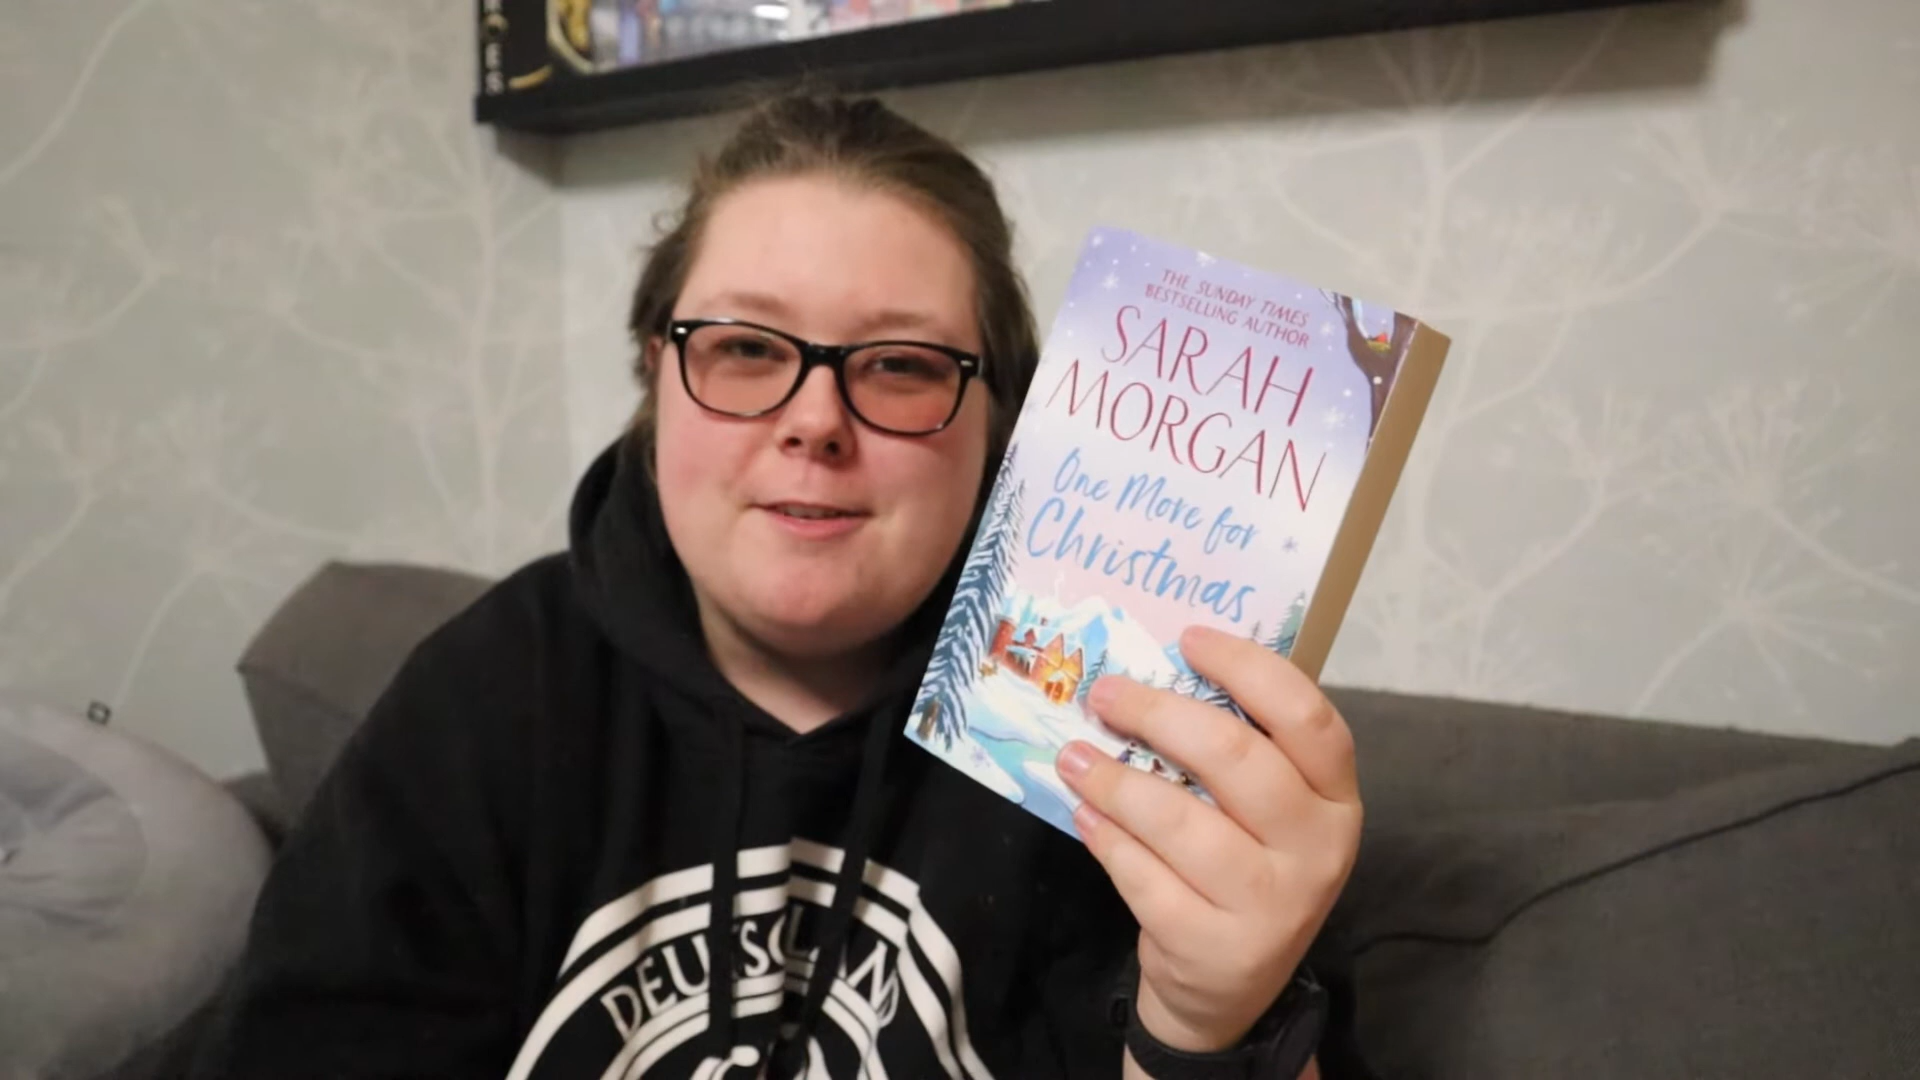 THE SUNDAY TIMES
BESTSELLING AUTHOR
SARAH
MORGAN
One More for
Christmas
DEUTSCHLAND